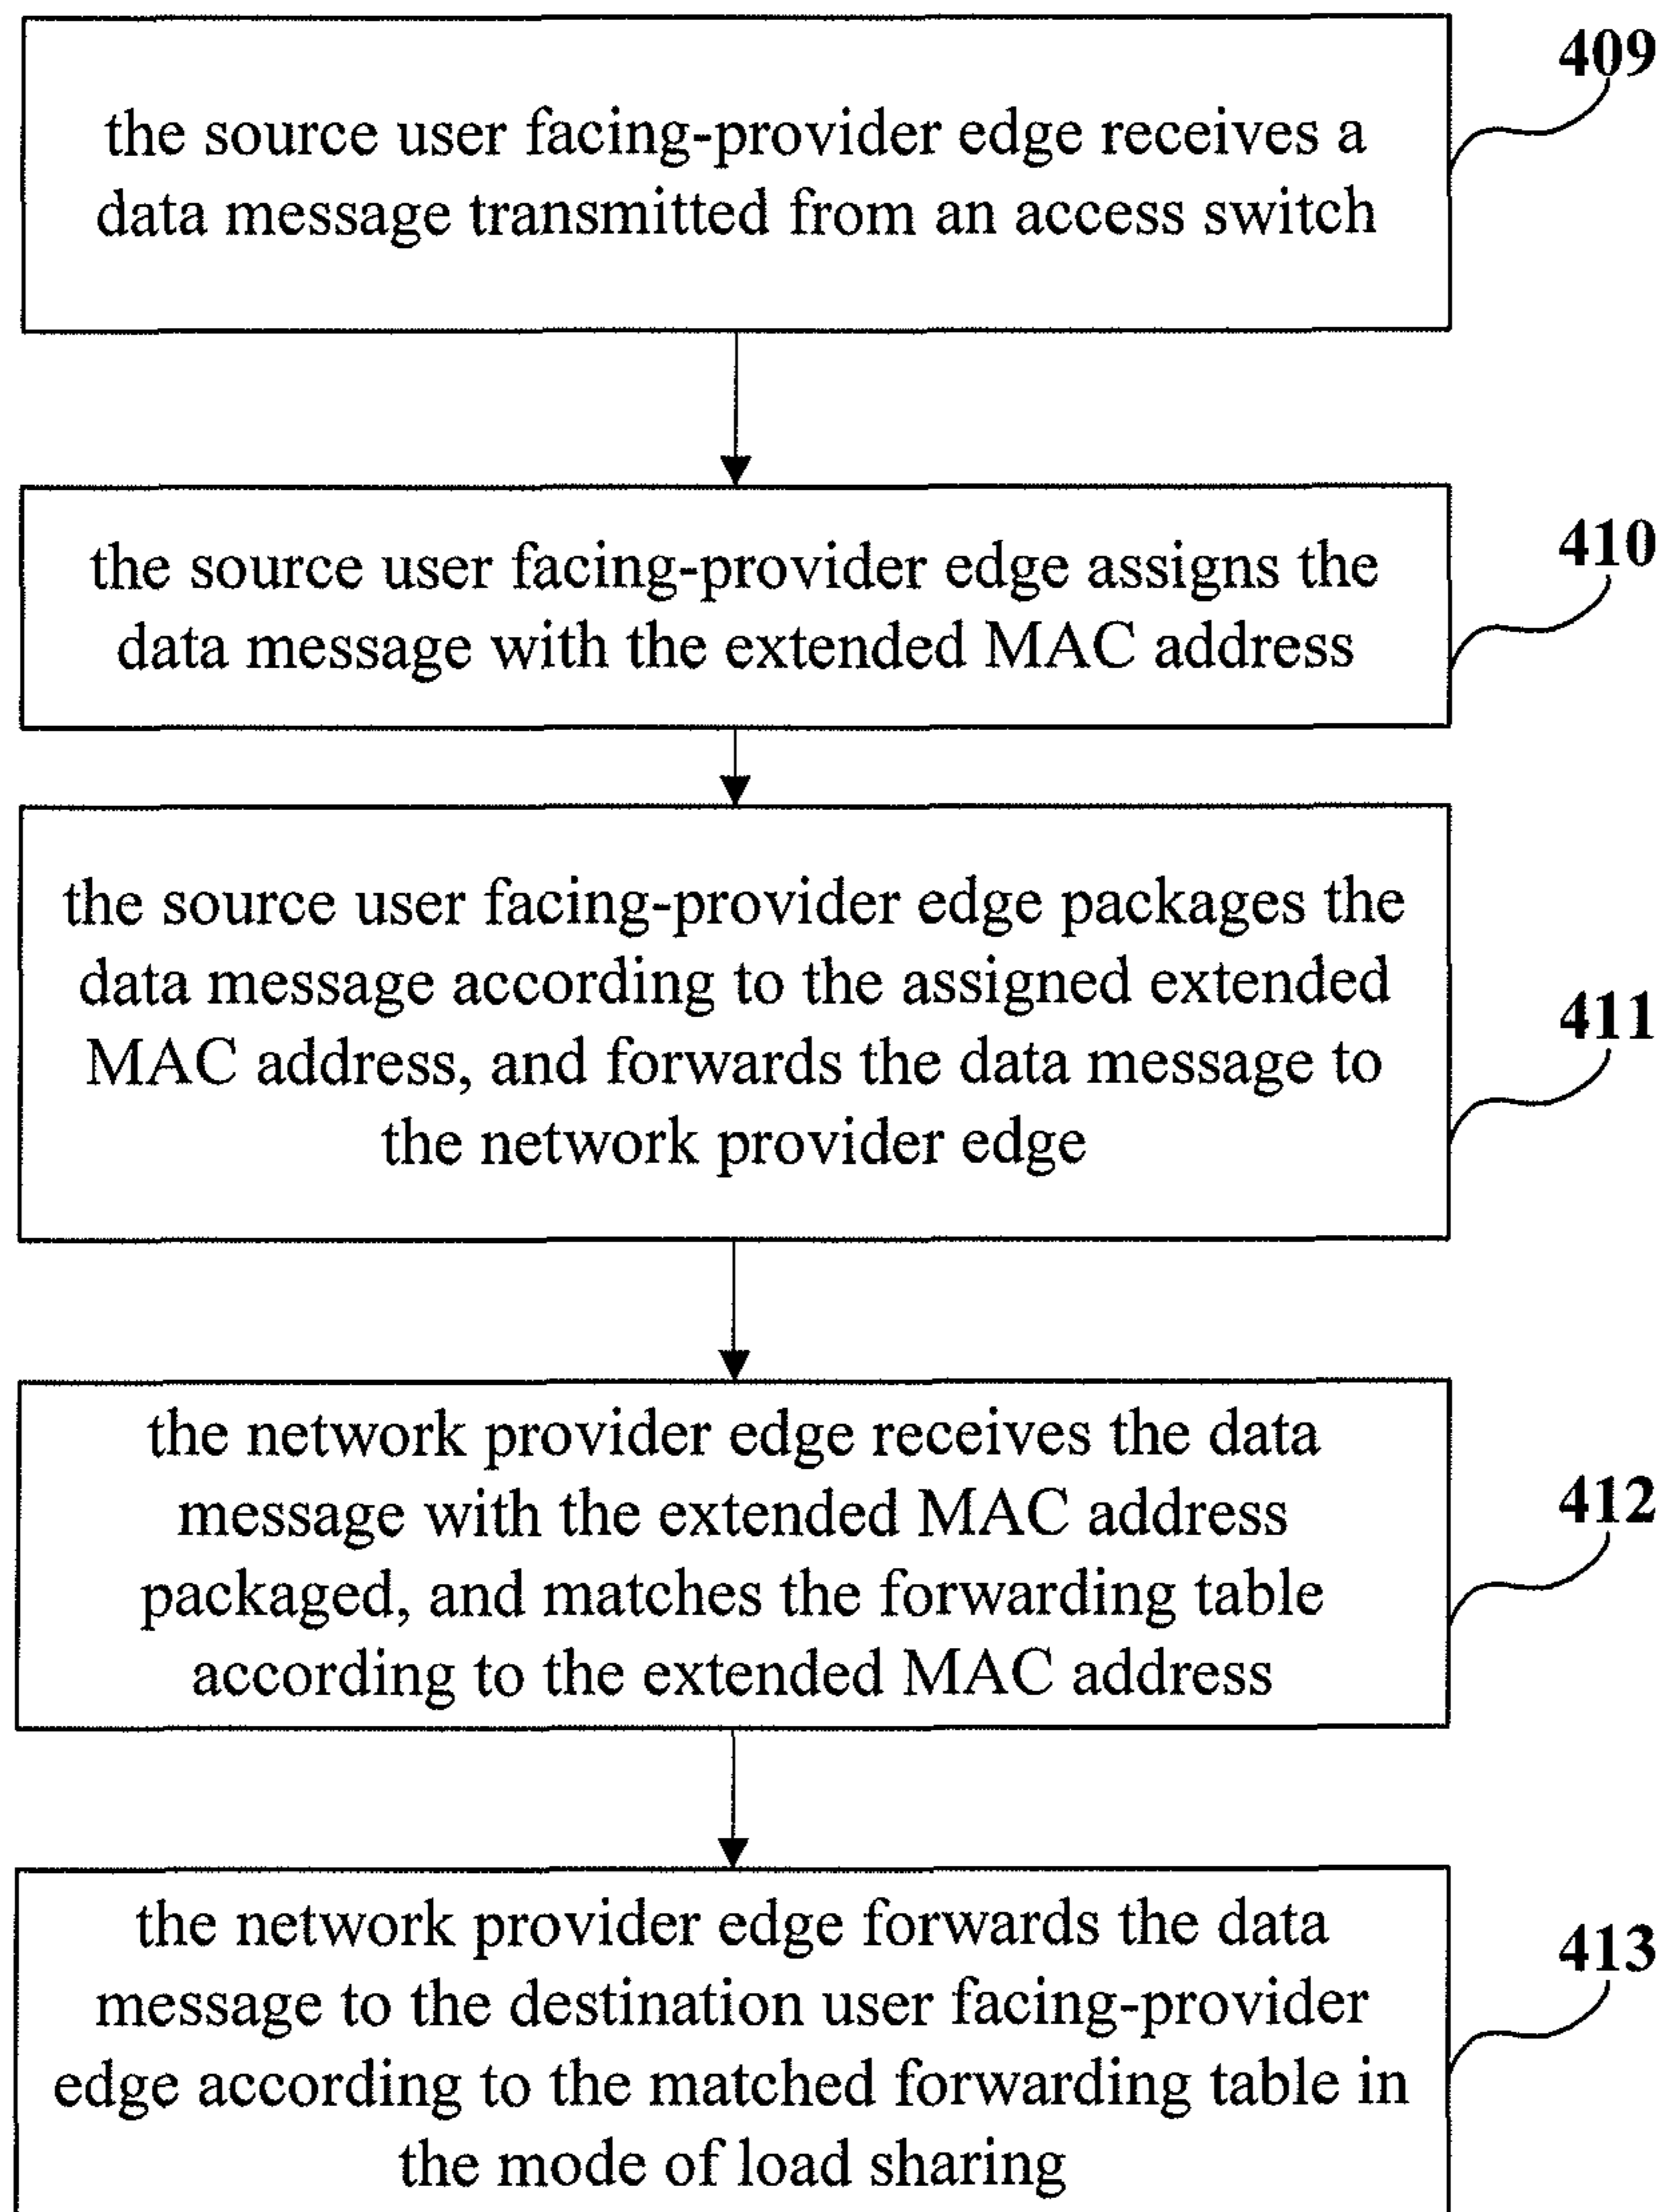 409
the source user facing-provider edge receives a
data message transmitted from an access switch
410
the source user facing-provider edge assigns the
data message with the extended MAC address
the source user facing-provider edge packages the
data message according to the assigned extended
411
MAC address, and forwards the data message to
the network provider edge
the network provider edge receives the data
412
message with the extended MAC address
packaged, and matches the forwarding table
according to the extended MAC address
the network provider edge forwards the data
413
message to the destination user facing-provider
edge according to the matched forwarding table in
the mode of load sharing